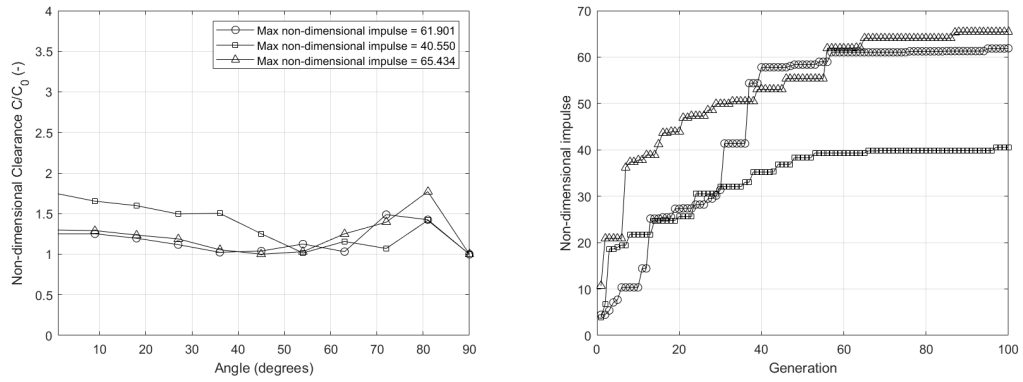 Non-dimensional Clearance C/C0 (-)
4
3.5
3
2.5
2
1.5
1
0.5
0
Max non-dimensional impulse = 61.901
Max non-dimensional impulse = 40.550
Max non-dimensional impulse = 65.434
10 20 30 40 50 60 70 80 90
Angle (degrees)
Non-dimensional impulse
70
60
50
40
30
20
10
0
0 20 40 60 80 100
Generation